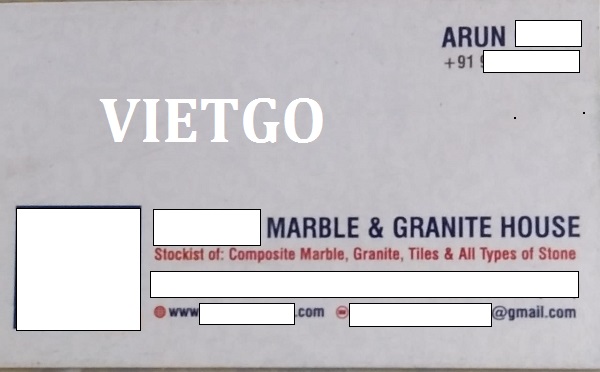 ARUN
+91 9
VIETGO
MARBLE & GRANITE HOUSE
Stockist of: Composite Marble, Granite, Tiles & All Types of Stone
www .com @gmail.com